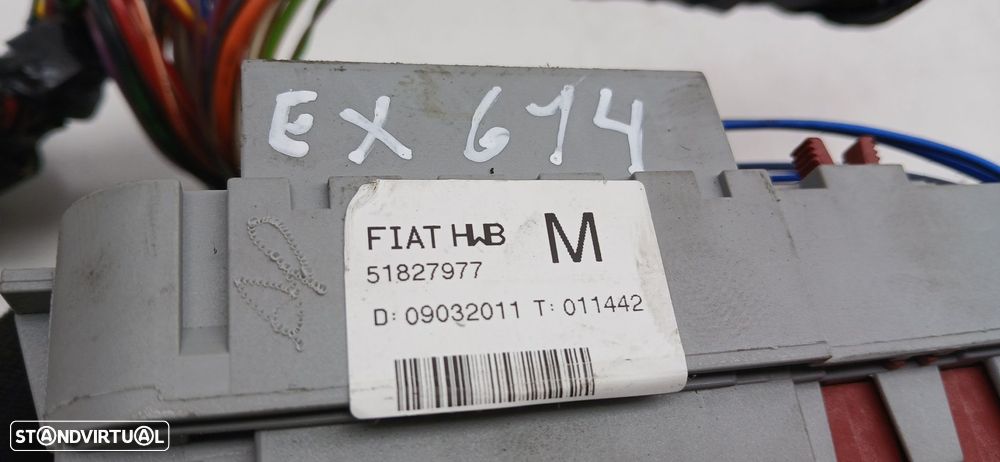 EX 614
FIAT HWB M
51827977
D: 09032011 T: 011442
STANDVIRTUAL